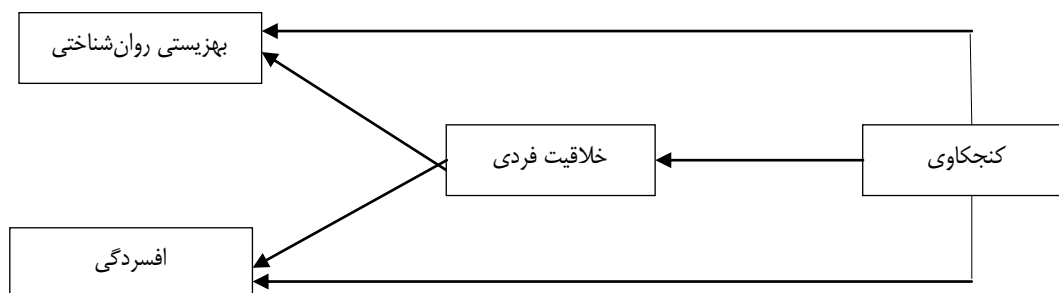 بهزیستی روان‌شناختی
کنجکاوی
خلاقیت فردی
افسردگی